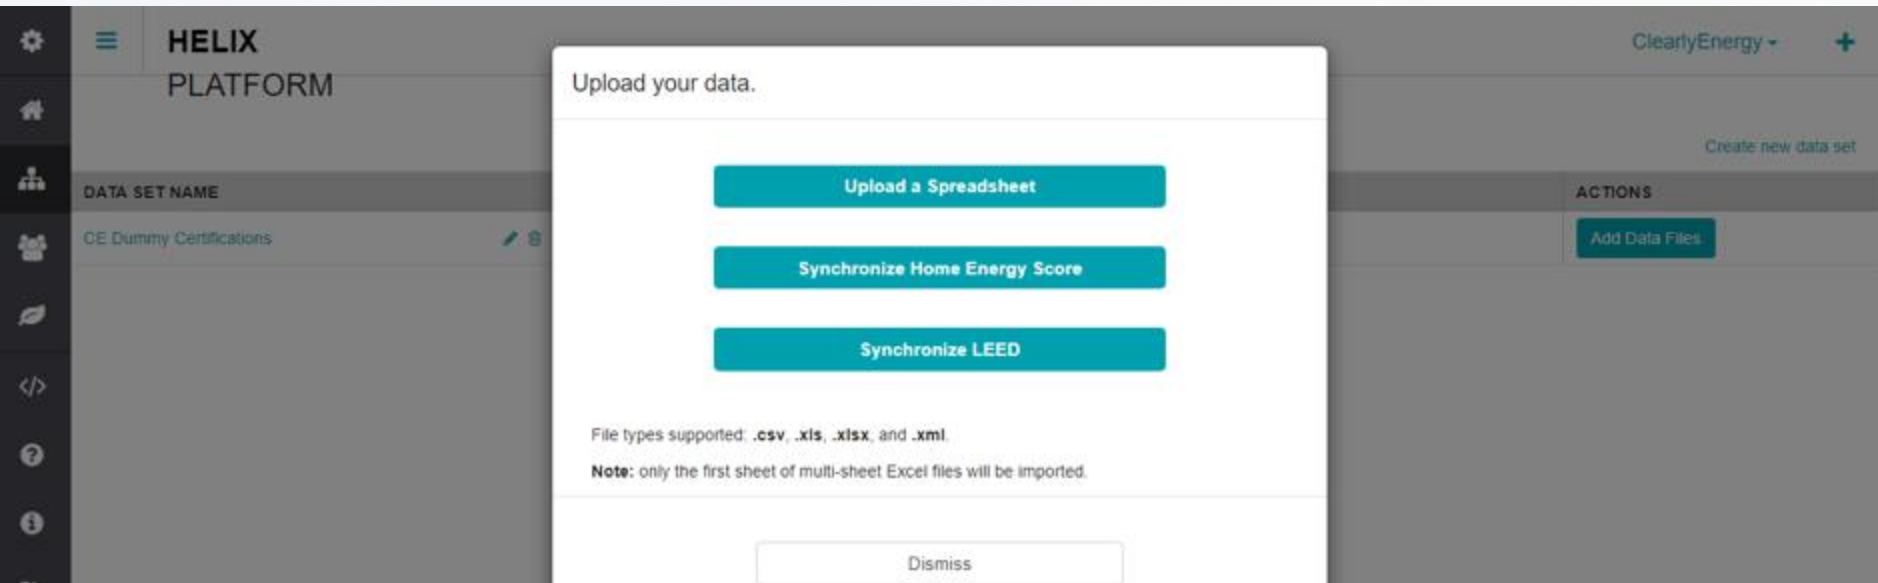 HELIX
PLATFORM
ClearlyEnergy
Upload your data.
Create new data set
DATA SET NAME
ACTIONS
CE Dummy Certifications
Add Data Files
Upload a Spreadsheet
Synchronize Home Energy Score
Synchronize LEED
File types supported: .csv, .xls, .xlsx, and .xml.
Note: only the first sheet of multi-sheet Excel files will be imported.
Dismiss